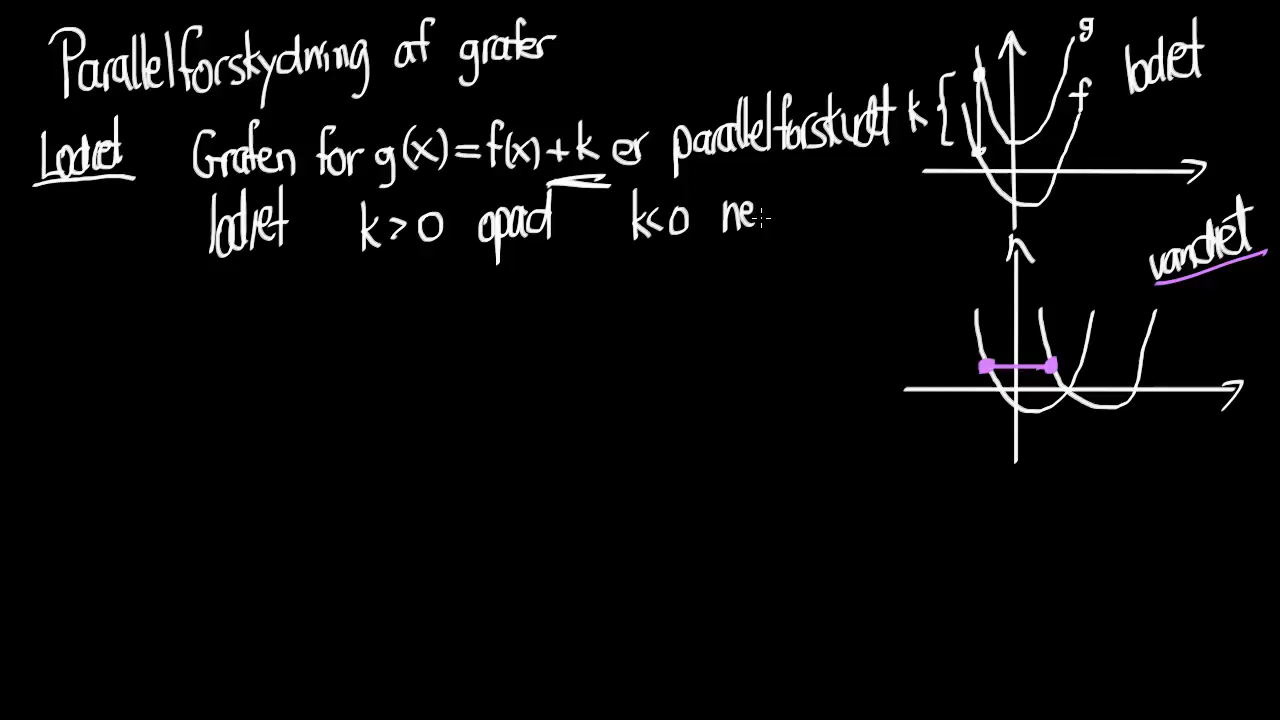 Parallelforskydning af grafer
Lodret Grafen for g(x) = f(x) + k er parallelforskudt
lodret k > 0 opad k < 0 ne
g
f
k {
lodret
vandret